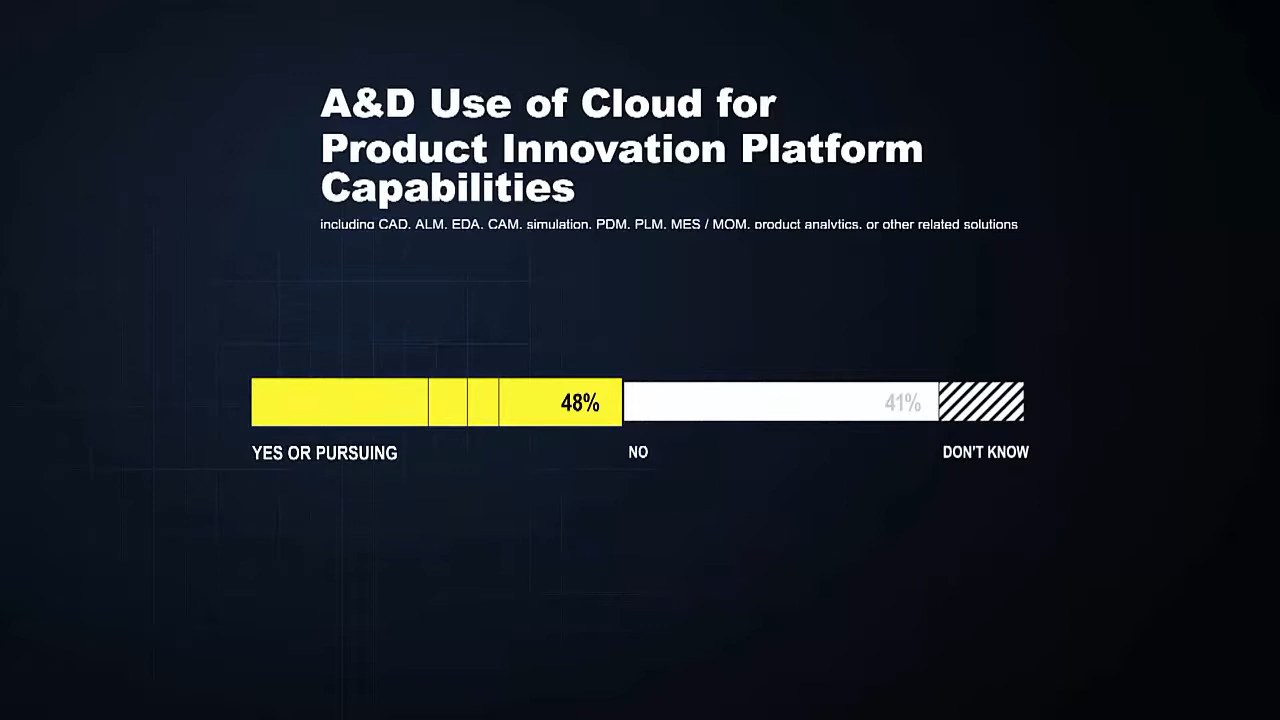 A&D Use of Cloud for
Product Innovation Platform
Capabilities
including CAD, ALM, EDA, CAM, simulation, PDM, PLM, MES / MOM, product analytics, or other related solutions
48%
41%
YES OR PURSUING
NO
DON'T KNOW